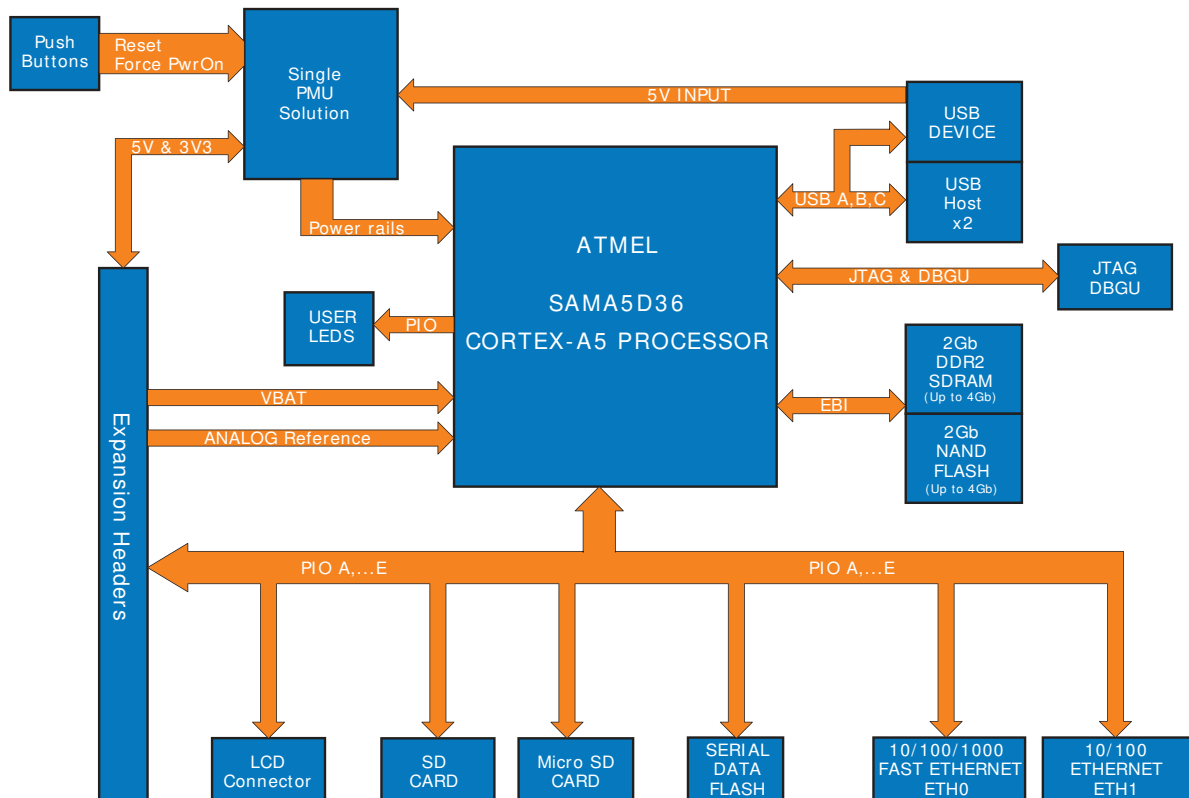 Push
Buttons
Reset
Force PwrOn
Single
PMU
Solution
5V INPUT
USB
DEVICE
5V & 3V3
USB A,B,C
USB
Host
x2
Power rails
ATMEL
SAMA5D36
CORTEX-A5 PROCESSOR
JTAG & DBGU
JTAG
DBGU
USER
LEDS
PIO
2Gb
DDR2
SDRAM
(Up to 4Gb)
EBI
2Gb
NAND
FLASH
(Up to 4Gb)
VBAT
ANALOG Reference
Expansion Headers
PIO A,...E
PIO A,...E
LCD
Connector
SD
CARD
Micro SD
CARD
SERIAL
DATA
FLASH
10/100/1000
FAST ETHERNET
ETH0
10/100
ETHERNET
ETH1